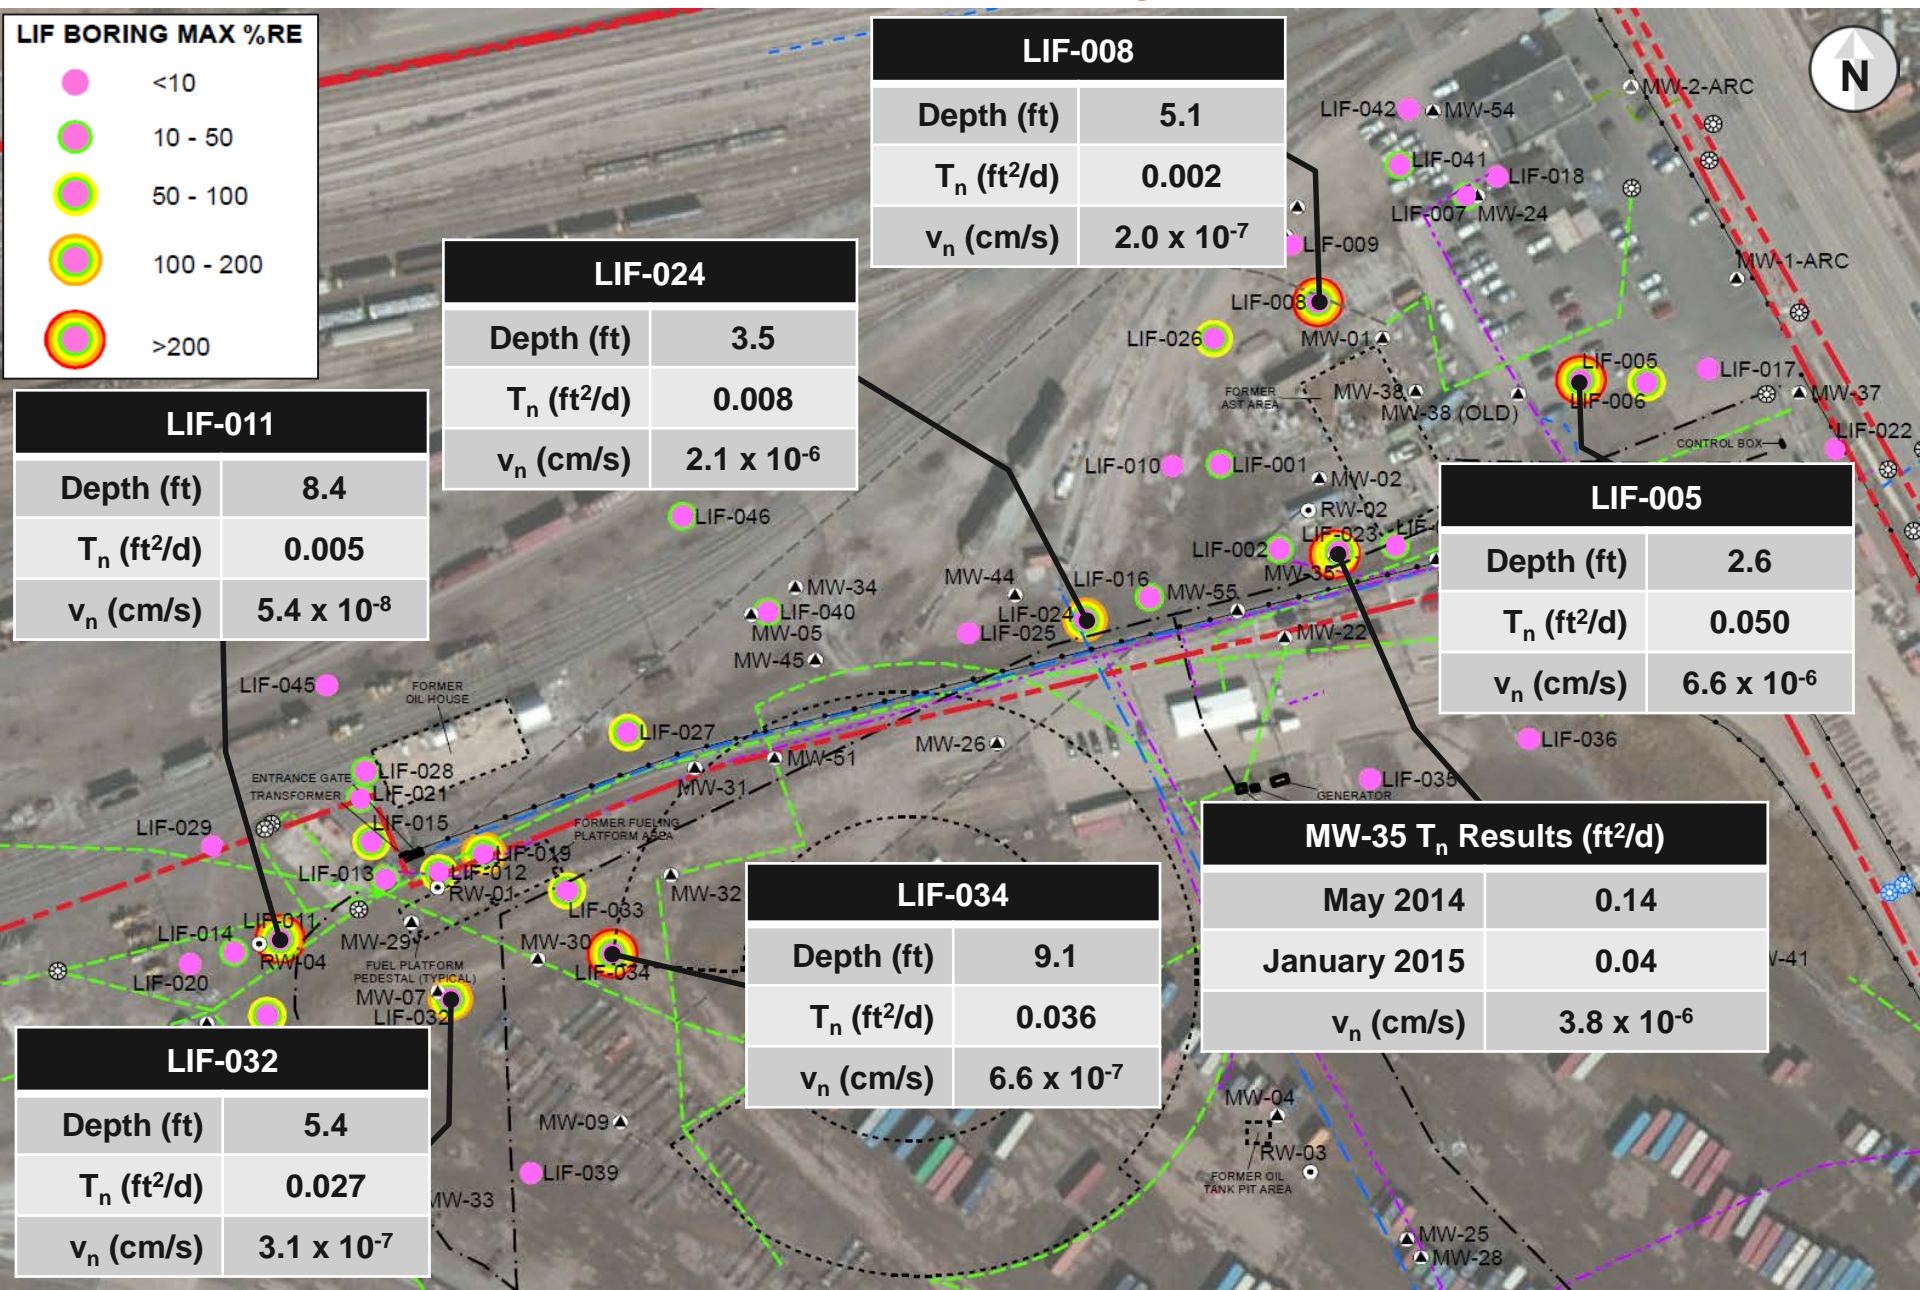 LIF BORING MAX %RE
<10
10 - 50
50 - 100
100 - 200
>200
N
LIF-008
Depth (ft) 5.1
Tn (ft2/d) 0.002
vn (cm/s) 2.0 x 10-7
LIF-024
Depth (ft) 3.5
Tn (ft2/d) 0.008
vn (cm/s) 2.1 x 10-6
LIF-011
Depth (ft) 8.4
Tn (ft2/d) 0.005
vn (cm/s) 5.4 x 10-8
LIF-005
Depth (ft) 2.6
Tn (ft2/d) 0.050
vn (cm/s) 6.6 x 10-6
MW-35 Tn Results (ft2/d)
May 2014 0.14
January 2015 0.04
vn (cm/s) 3.8 x 10-6
LIF-034
Depth (ft) 9.1
Tn (ft2/d) 0.036
vn (cm/s) 6.6 x 10-7
LIF-032
Depth (ft) 5.4
Tn (ft2/d) 0.027
vn (cm/s) 3.1 x 10-7
MW-2-ARC
LIF-042
MW-54
LIF-041
LIF-018
LIF-007
MW-24
LIF-009
MW-1-ARC
LIF-008
LIF-026
MW-01
LIF-005
LIF-006
LIF-017
MW-37
FORMER
AST AREA
MW-38
MW-38 (OLD)
LIF-022
CONTROL BOX
LIF-010
LIF-001
MW-02
RW-02
LIF-023
LIF-002
MW-35
LIF-046
MW-34
MW-44
LIF-016
MW-55
LIF-040
MW-05
LIF-024
LIF-025
MW-22
MW-45
LIF-045
FORMER
OIL HOUSE
LIF-027
MW-26
LIF-036
MW-51
LIF-028
ENTRANCE GATE
TRANSFORMER
LIF-021
MW-31
LIF-035
GENERATOR
LIF-029
LIF-015
FORMER FUELING
PLATFORM AREA
LIF-019
LIF-013
LIF-012
RW-01
MW-32
LIF-033
LIF-011
LIF-014
RW-04
MW-29
MW-30
LIF-034
LIF-020
FUEL PLATFORM
PEDESTAL (TYPICAL)
MW-07
LIF-032
MW-09
LIF-039
MW-33
MW-04
RW-03
FORMER OIL
TANK PIT AREA
MW-25
MW-28